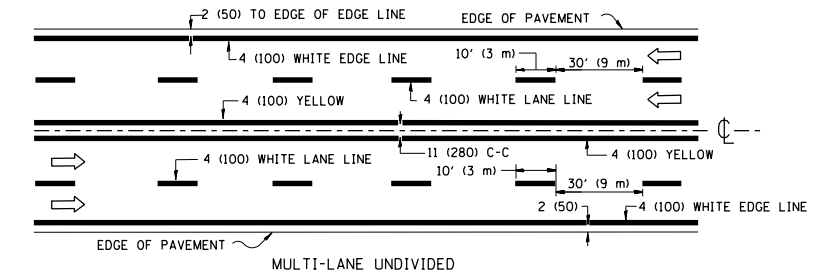 2 (50) TO EDGE OF EDGE LINE
EDGE OF PAVEMENT
4 (100) WHITE EDGE LINE
10' (3 m)
30' (9 m)
4 (100) YELLOW
4 (100) WHITE LANE LINE
℄
4 (100) WHITE LANE LINE
11 (280) C-C
4 (100) YELLOW
10' (3 m)
30' (9 m)
2 (50)
4 (100) WHITE EDGE LINE
EDGE OF PAVEMENT
MULTI-LANE UNDIVIDED